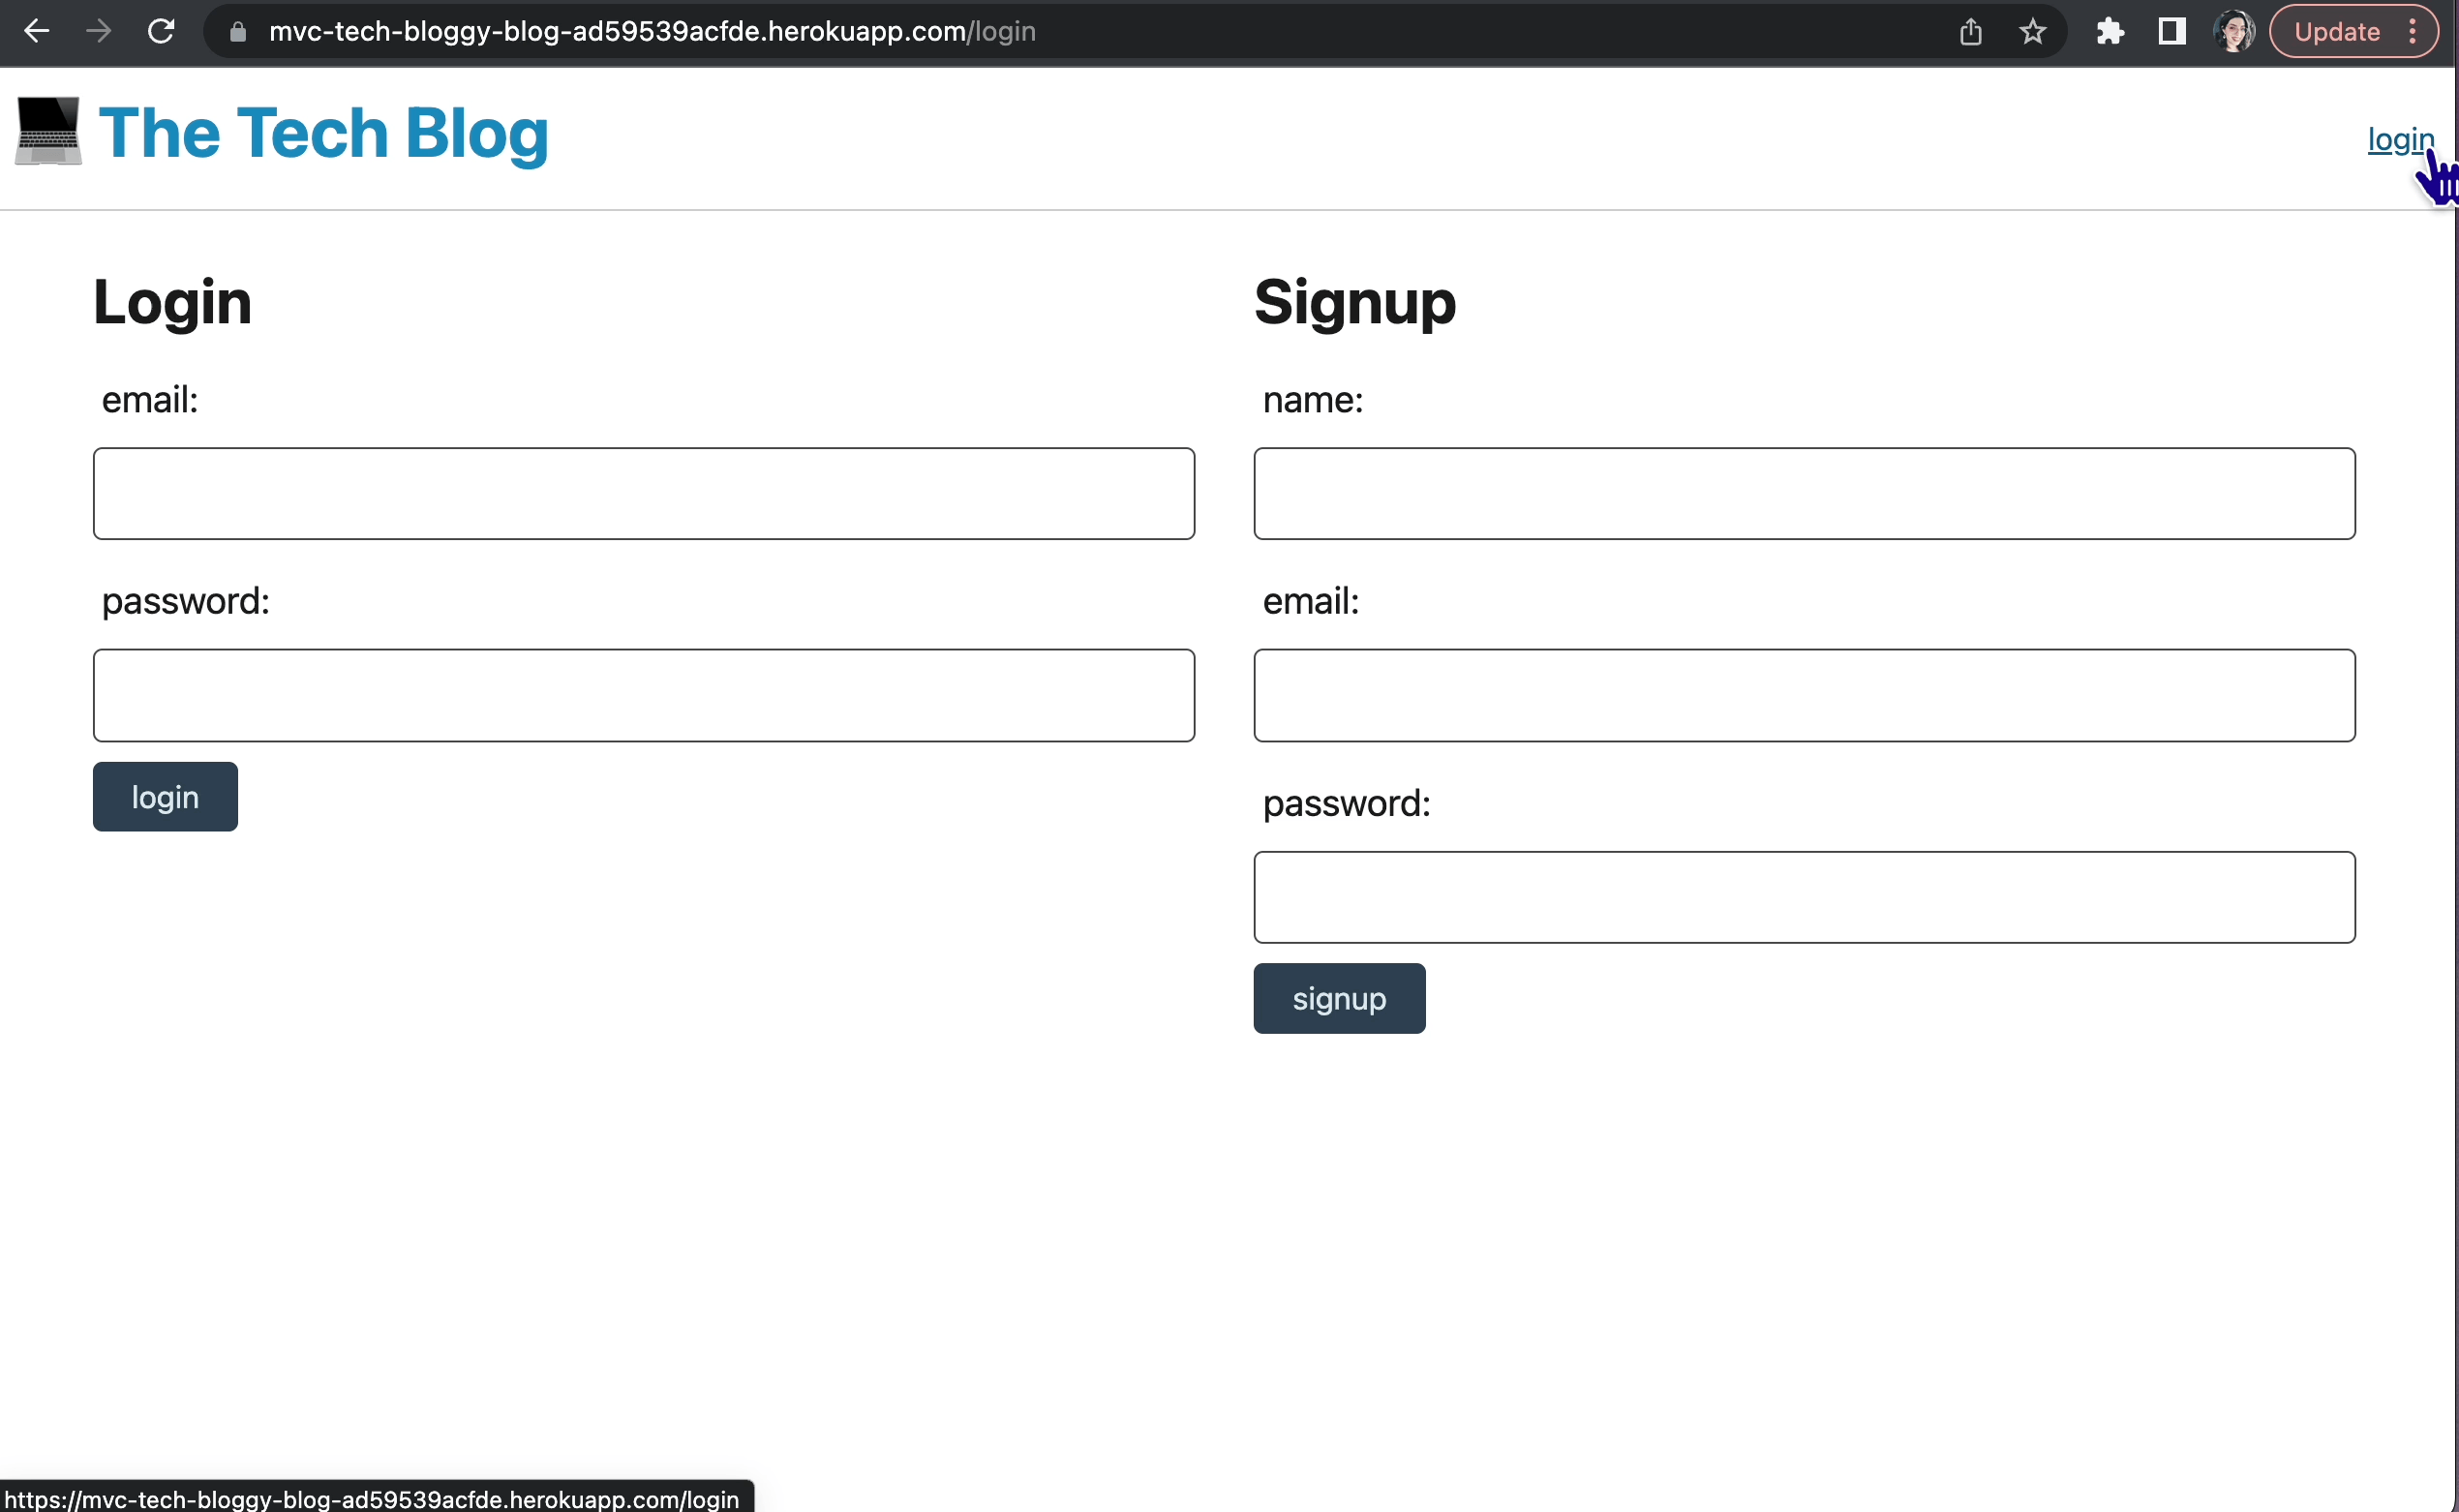 mvc-tech-bloggy-blog-ad59539acfde.herokuapp.com/login
Update
The Tech Blog
login
Login
email:
password:
login
Signup
name:
email:
password:
signup
https://mvc-tech-bloggy-blog-ad59539acfde.herokuapp.com/login